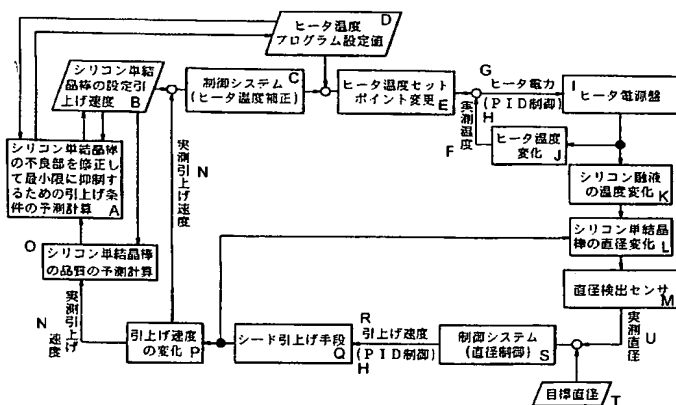 ヒータ温度
プログラム設定値
D
シリコン単結
晶棒の設定引
上げ速度
B
制御システム
(ヒータ温度補正)
C
ヒータ温度セット
ポイント変更
E
G
ヒータ電力
(PID制御)
H
I
ヒータ電源盤
実測温度
F
ヒータ温度
変化
J
シリコン融液
の温度変化
K
シリコン単結晶棒
の不良部を修正し
て最小限に抑制す
るための引上げ条
件の予測計算
A
実測引上げ速度
N
シリコン単結晶
棒の直径変化
L
O
シリコン単結晶棒
の品質の予測計算
直径検出センサ
M
N
実測引上げ
速度
引上げ速度
の変化
P
シード引上げ手段
Q
R
引上げ速度
(PID制御)
H
制御システム
(直径制御)
S
実測直径
U
目標直径
T